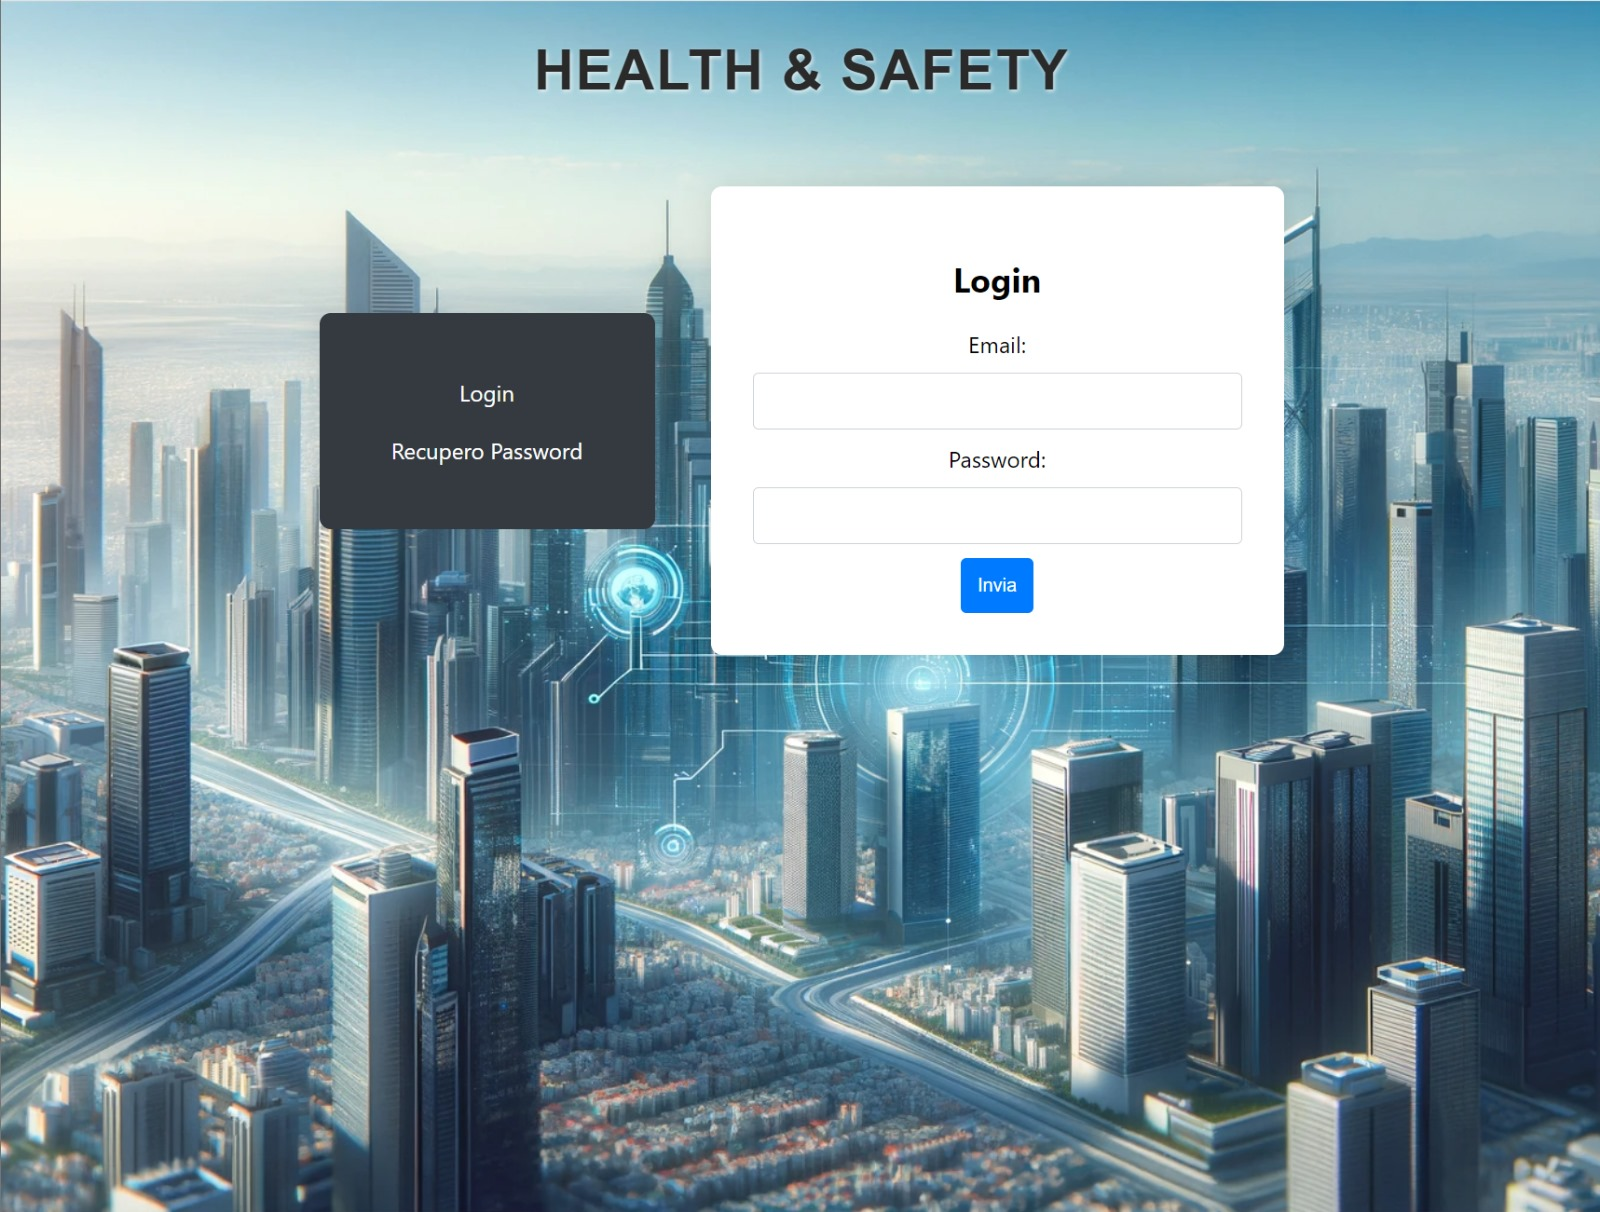 HEALTH & SAFETY
Login
Recupero Password
Login
Email:
Password:
Invia